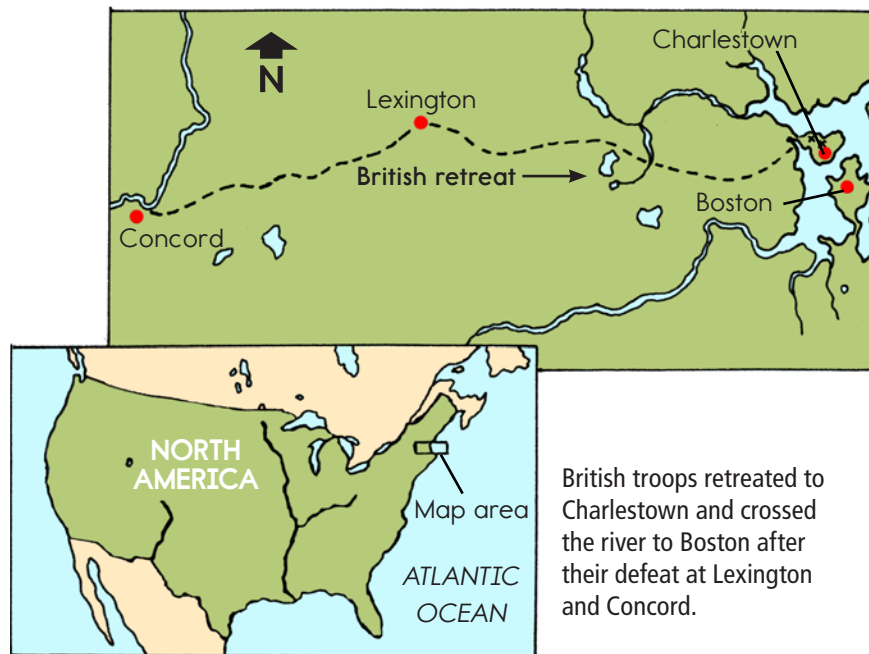 Charlestown
N
Lexington
British retreat
Boston
Concord
NORTH
AMERICA
Map area
ATLANTIC
OCEAN
British troops retreated to
Charlestown and crossed
the river to Boston after
their defeat at Lexington
and Concord.